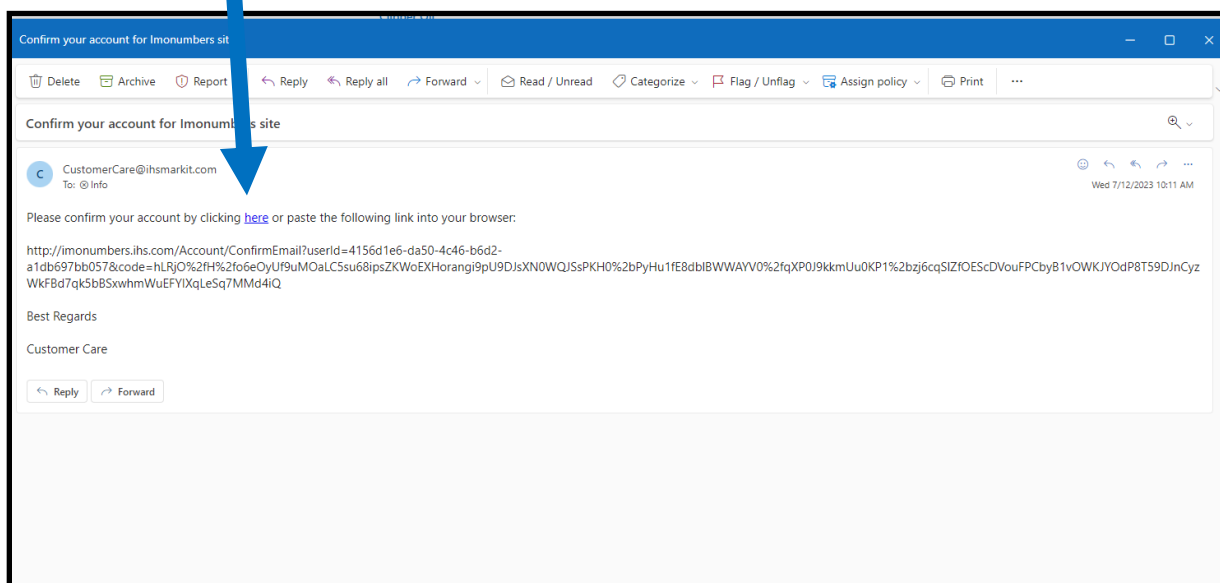 Confirm your account for Imonumbers sit
Delete Archive Report Reply Reply all Forward Read / Unread Categorize Flag / Unflag Assign policy Print ...
Confirm your account for Imonumbers site
C CustomerCare@ihsmarkit.com
To: Info
Wed 7/12/2023 10:11 AM
Please confirm your account by clicking here or paste the following link into your browser:
http://imonumbers.ihs.com/Account/ConfirmEmail?userId=4156d1e6-da50-4c46-b6d2-
a1db697bb057&code=hLRjO%2fH%2fo6eOyUf9uMOaLC5su68ipsZKWoEXHorangi9pU9DJsXN0WQJSsPKH0%2bPyHu1fE8dbIBWWAYV0%2fqXP0J9kkmUu0KP1%2bzj6cqSIZfOEScDVouFPCbyB1vOWKJYOdP8T59DJnCyz
WkFBd7qk5bBSxwhmWuEFYIXqLeSq7MMd4iQ
Best Regards
Customer Care
Reply Forward